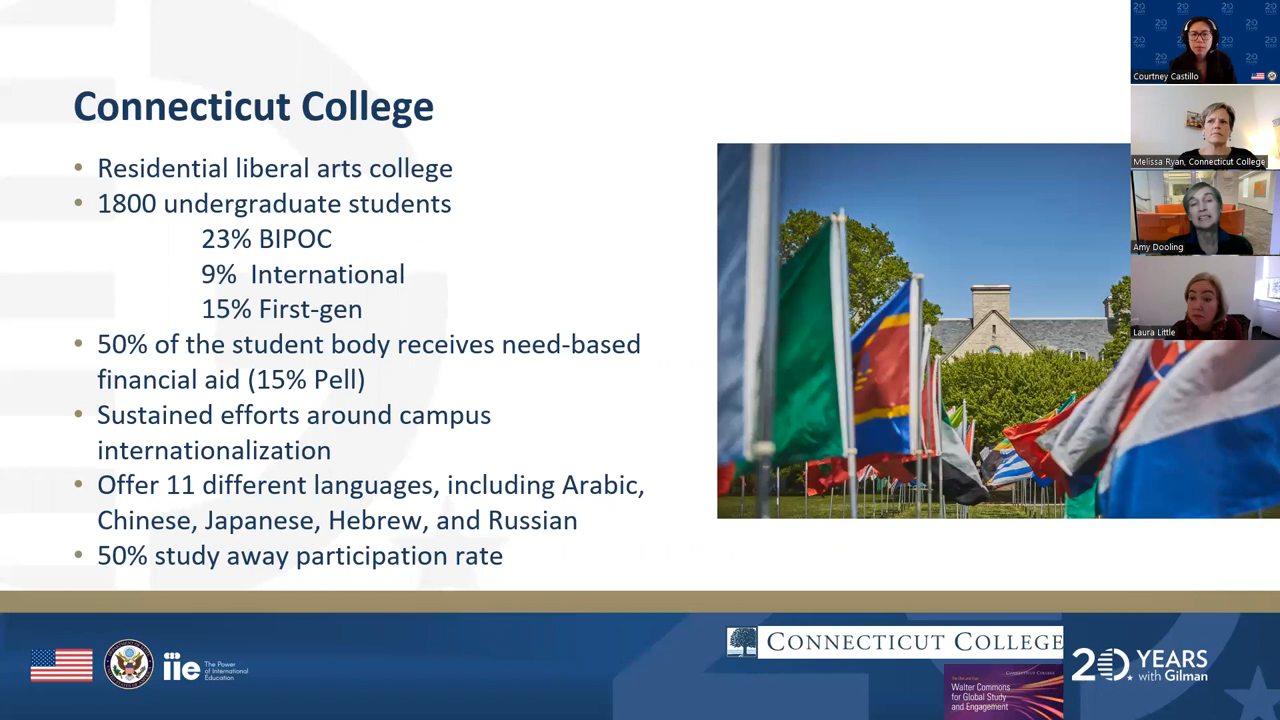 Connecticut College
• Residential liberal arts college
• 1800 undergraduate students
23% BIPOC
9% International
15% First-gen
• 50% of the student body receives need-based
financial aid (15% Pell)
• Sustained efforts around campus
internationalization
• Offer 11 different languages, including Arabic,
Chinese, Japanese, Hebrew, and Russian
• 50% study away participation rate
Courtney Castillo
Melissa Ryan, Connecticut College
Amy Dooling
Laura Little
iie
The Power
of International
Education
CONNECTICUT COLLEGE
CONNECTICUT COLLEGE
Walter Commons
for Global Study
and Engagement
20 YEARS
with Gilman